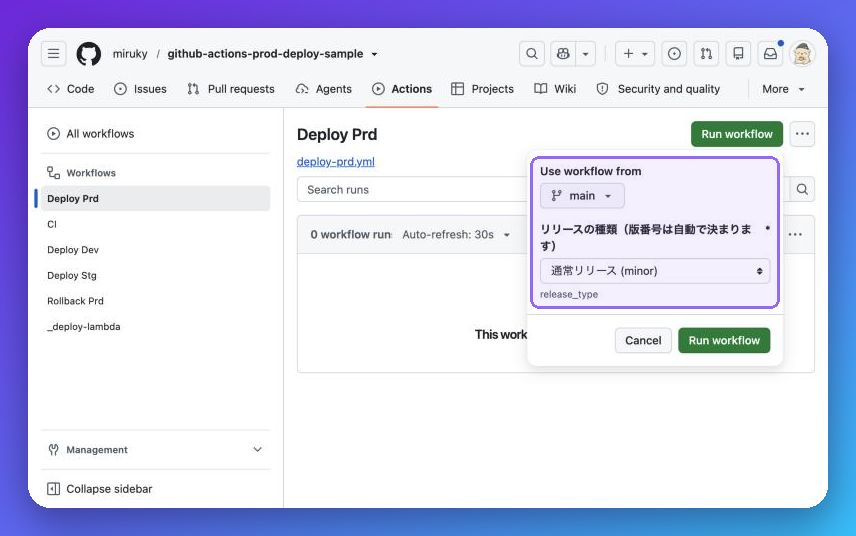 miruky / github-actions-prod-deploy-sample
Code Issues Pull requests Agents Actions Projects Wiki Security and quality More
All workflows
Workflows
Deploy Prd
CI
Deploy Dev
Deploy Stg
Rollback Prd
_deploy-lambda
Management
Collapse sidebar
Deploy Prd
Run workflow
deploy-prd.yml
Search runs
0 workflow run
Auto-refresh: 30s
This work
Use workflow from
main
リリースの種類（版番号は自動で決まりま
す） *
通常リリース (minor)
release_type
Cancel
Run workflow